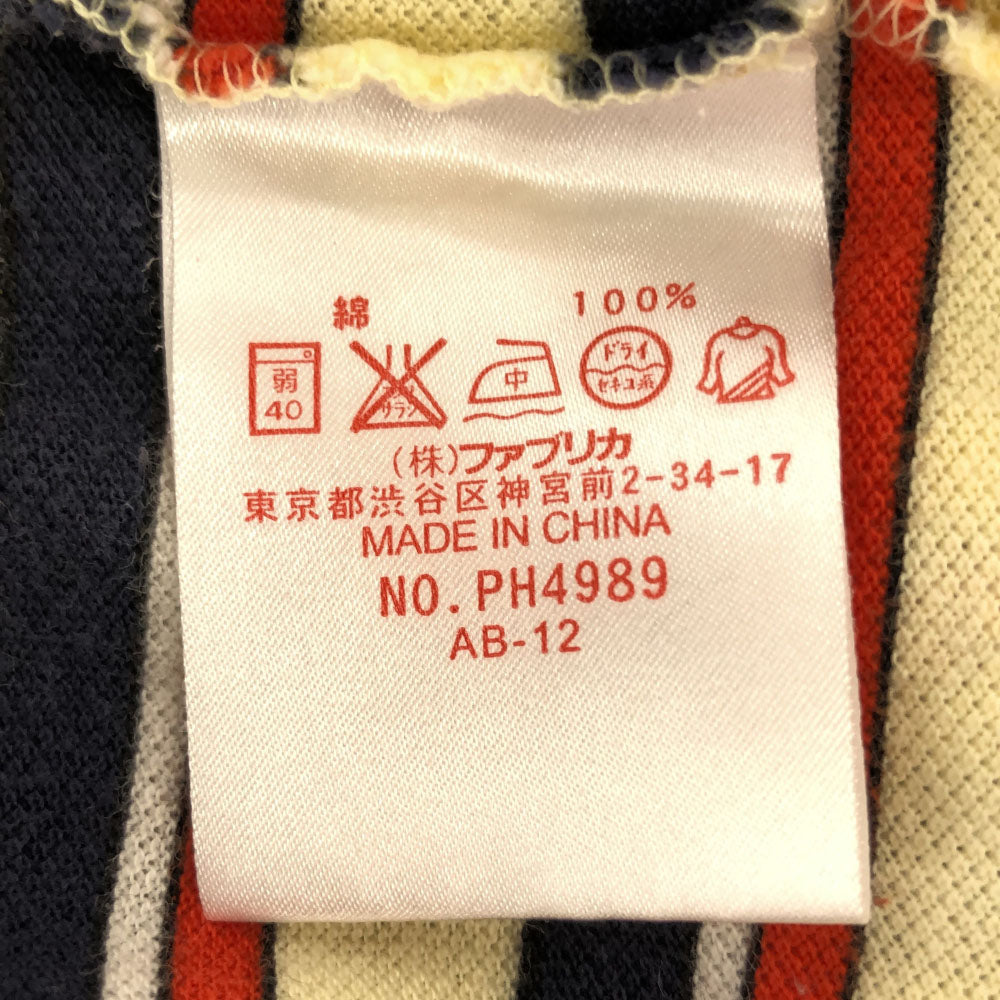 綿 100%
弱 40
サラシ
中
ドライ
セキユ系
(株)ファブリカ
東京都渋谷区神宮前2-34-17
MADE IN CHINA
NO. PH4989
AB-12